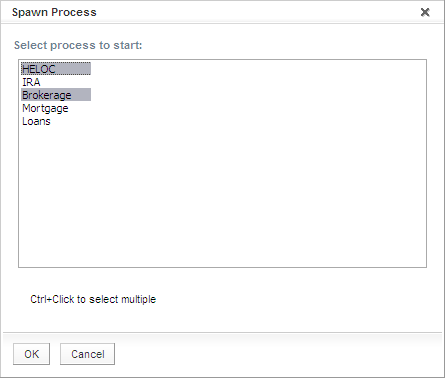 Spawn Process
Select process to start:
HELOC
IRA
Brokerage
Mortgage
Loans
Ctrl+Click to select multiple
OK Cancel